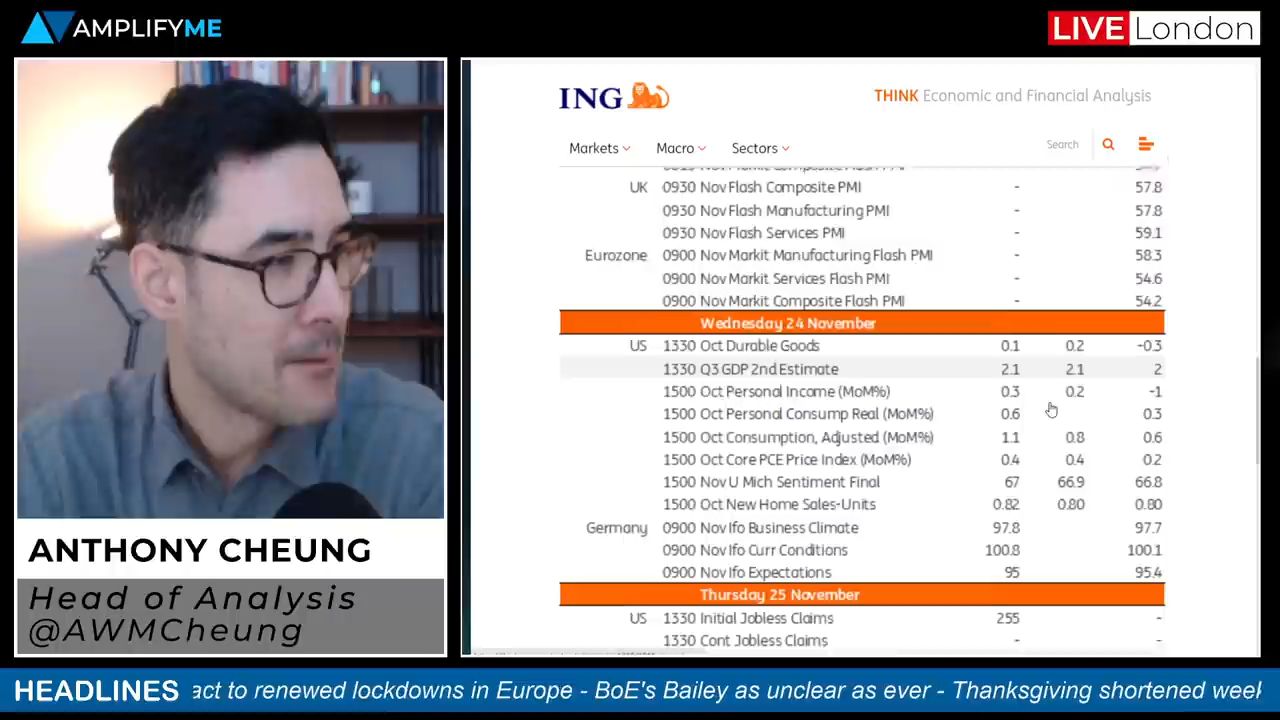 AMPLIFYME
LIVE London
ING
THINK Economic and Financial Analysis
Markets Macro Sectors Search
UK 0930 Nov Flash Composite PMI - 57.8
0930 Nov Flash Manufacturing PMI - 57.8
0930 Nov Flash Services PMI - 59.1
Eurozone 0900 Nov Markit Manufacturing Flash PMI - 58.3
0900 Nov Markit Services Flash PMI - 54.6
0900 Nov Markit Composite Flash PMI - 54.2
Wednesday 24 November
US 1330 Oct Durable Goods 0.1 0.2 -0.3
1330 Q3 GDP 2nd Estimate 2.1 2.1 2
1500 Oct Personal Income (MoM%) 0.3 0.2 -1
1500 Oct Personal Consump Real (MoM%) 0.6 0.3
1500 Oct Consumption, Adjusted (MoM%) 1.1 0.8 0.6
1500 Oct Core PCE Price Index (MoM%) 0.4 0.4 0.2
1500 Nov U Mich Sentiment Final 67 66.9 66.8
1500 Oct New Home Sales-Units 0.82 0.80 0.80
Germany 0900 Nov Ifo Business Climate 97.8 97.7
0900 Nov Ifo Curr Conditions 100.8 100.1
0900 Nov Ifo Expectations 95 95.4
Thursday 25 November
US 1330 Initial Jobless Claims 255 -
1330 Cont Jobless Claims - -
ANTHONY CHEUNG
Head of Analysis
@AWMCheung
HEADLINES act to renewed lockdowns in Europe - BoE's Bailey as unclear as ever - Thanksgiving shortened week